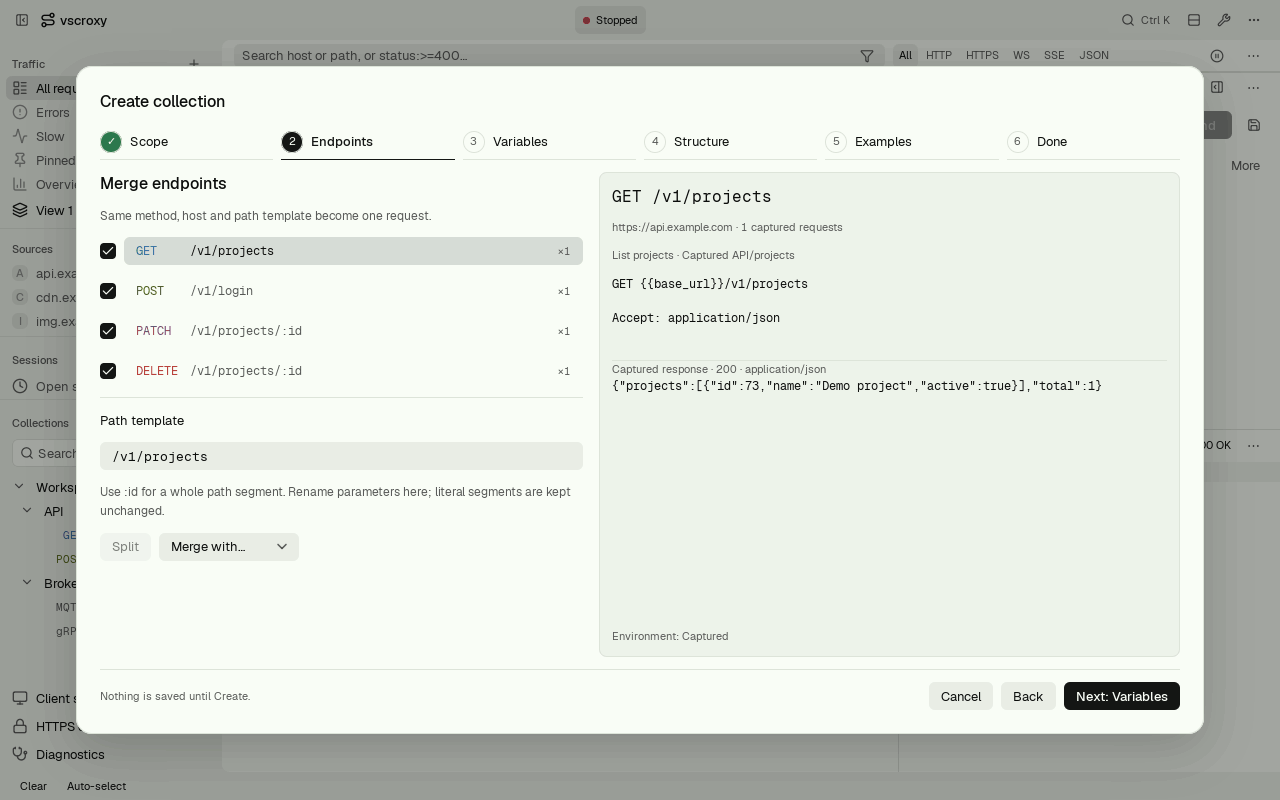 vscroxy
Stopped
Ctrl K
Traffic
Search host or path, or status:>=400…
All
HTTP
HTTPS
WS
SSE
JSON
All requ
Errors
Slow
Pinned
Overvi
View 1
More
Sources
A api.exa
C cdn.ex
I img.ex
Sessions
Open s
Collections
Search
Worksp
API
GE
POS
Broke
MQT
gRP
Client s
HTTPS
Diagnostics
Clear
Auto-select
00 OK
Create collection
✓ Scope
2 Endpoints
3 Variables
4 Structure
5 Examples
6 Done
Merge endpoints
Same method, host and path template become one request.
GET /v1/projects ×1
POST /v1/login ×1
PATCH /v1/projects/:id ×1
DELETE /v1/projects/:id ×1
Path template
/v1/projects
Use :id for a whole path segment. Rename parameters here; literal segments are kept
unchanged.
Split
Merge with…
GET /v1/projects
https://api.example.com · 1 captured requests
List projects · Captured API/projects
GET {{base_url}}/v1/projects
Accept: application/json
Captured response · 200 · application/json
{"projects":[{"id":73,"name":"Demo project","active":true}],"total":1}
Environment: Captured
Nothing is saved until Create.
Cancel
Back
Next: Variables